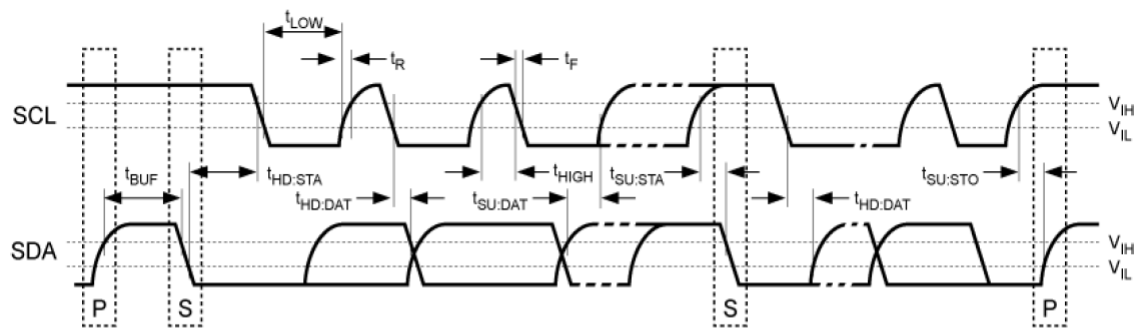 tLOW
tR
tF
SCL
VIH
VIL
tBUF
tHD:STA
tHIGH
tSU:STA
tSU:STO
tHD:DAT
tSU:DAT
tHD:DAT
SDA
VIH
VIL
P
S
S
P